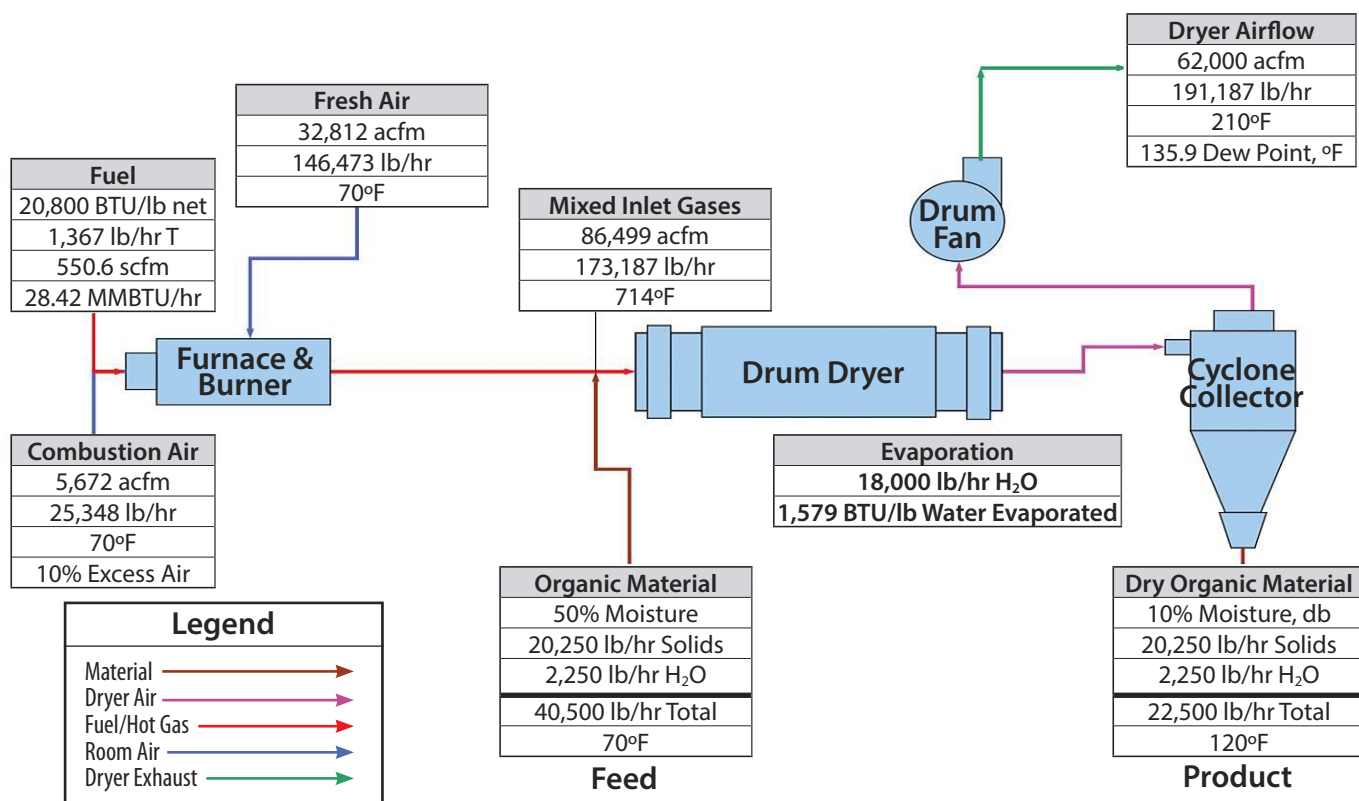 Fuel
20,800 BTU/lb net
1,367 lb/hr T
550.6 scfm
28.42 MMBTU/hr
Fresh Air
32,812 acfm
146,473 lb/hr
70ºF
Mixed Inlet Gases
86,499 acfm
173,187 lb/hr
714ºF
Dryer Airflow
62,000 acfm
191,187 lb/hr
210ºF
135.9 Dew Point, ºF
Drum
Fan
Furnace &
Burner
Drum Dryer
Cyclone
Collector
Combustion Air
5,672 acfm
25,348 lb/hr
70ºF
10% Excess Air
Evaporation
18,000 lb/hr H₂O
1,579 BTU/lb Water Evaporated
Legend
Material
Dryer Air
Fuel/Hot Gas
Room Air
Dryer Exhaust
Organic Material
50% Moisture
20,250 lb/hr Solids
2,250 lb/hr H₂O
40,500 lb/hr Total
70ºF
Feed
Dry Organic Material
10% Moisture, db
20,250 lb/hr Solids
2,250 lb/hr H₂O
22,500 lb/hr Total
120ºF
Product